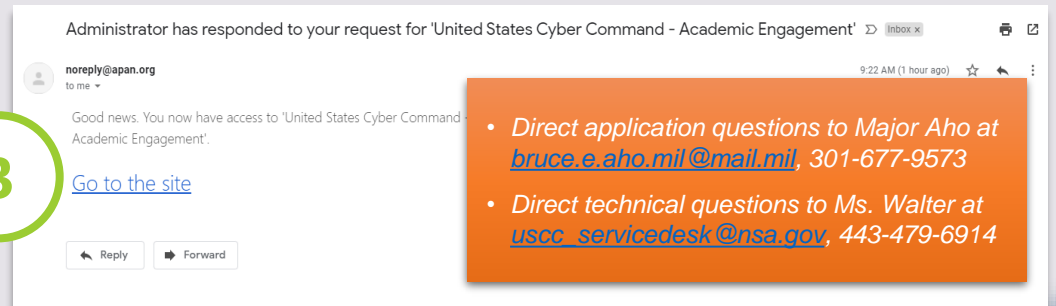 Administrator has responded to your request for 'United States Cyber Command - Academic Engagement' Inbox x
noreply@apan.org 9:22 AM (1 hour ago)
to me
Good news. You now have access to 'United States Cyber Command -
Academic Engagement'.
3
Go to the site
Reply Forward
• Direct application questions to Major Aho at
bruce.e.aho.mil@mail.mil, 301-677-9573
• Direct technical questions to Ms. Walter at
uscc_servicedesk@nsa.gov, 443-479-6914